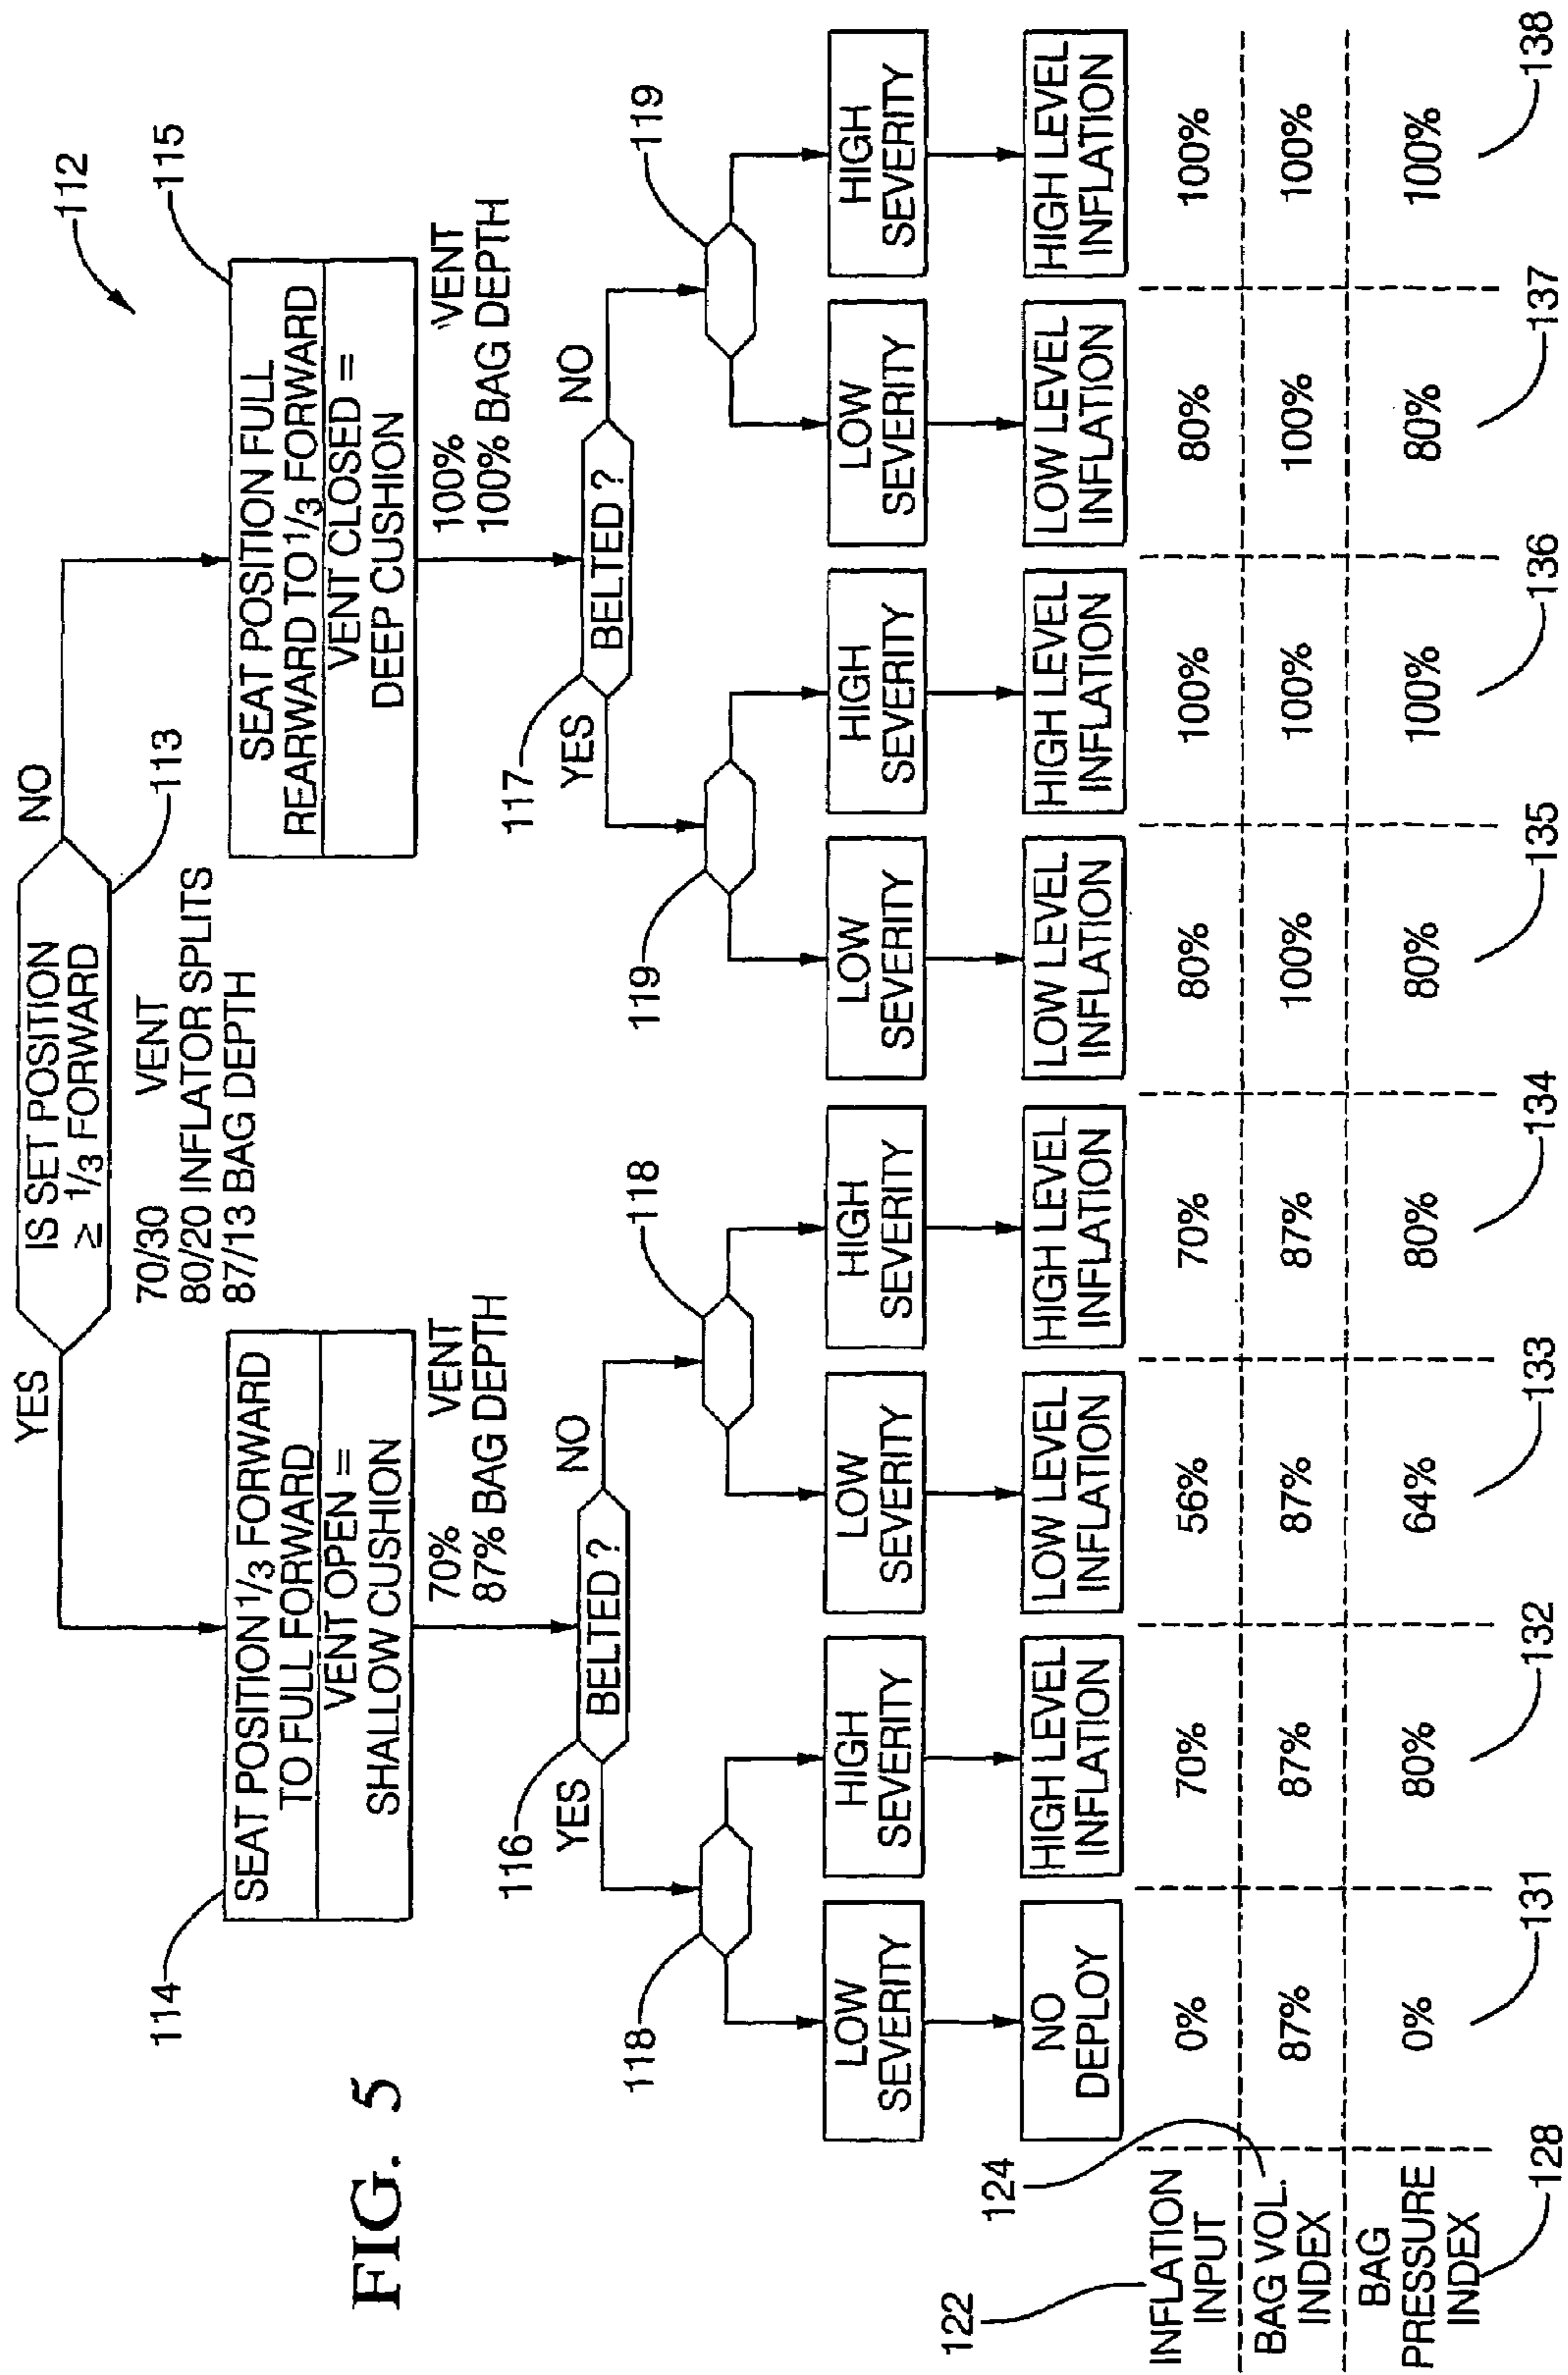 FIG. 5
112
IS SET POSITION
≥ 1/3 FORWARD
113
YES
NO
70/30 VENT
80/20 INFLATOR SPLITS
87/13 BAG DEPTH
114
SEAT POSITION 1/3 FORWARD
TO FULL FORWARD
VENT OPEN =
SHALLOW CUSHION
115
SEAT POSITION FULL
REARWARD TO 1/3 FORWARD
VENT CLOSED =
DEEP CUSHION
70% VENT
87% BAG DEPTH
100% VENT
100% BAG DEPTH
116
YES
BELTED ?
NO
117
YES
BELTED ?
NO
118
118
119
119
LOW
SEVERITY
HIGH
SEVERITY
LOW
SEVERITY
HIGH
SEVERITY
LOW
SEVERITY
HIGH
SEVERITY
LOW
SEVERITY
HIGH
SEVERITY
NO
DEPLOY
HIGH LEVEL
INFLATION
LOW LEVEL
INFLATION
HIGH LEVEL
INFLATION
LOW LEVEL
INFLATION
HIGH LEVEL
INFLATION
LOW LEVEL
INFLATION
HIGH LEVEL
INFLATION
122
INFLATION
INPUT
0% 70% 56% 70% 80% 100% 80% 100%
124
BAG VOL.
INDEX
87% 87% 87% 87% 100% 100% 100% 100%
BAG
PRESSURE
INDEX
0% 80% 64% 80% 80% 100% 80% 100%
128
131 132 133 134 135 136 137 138